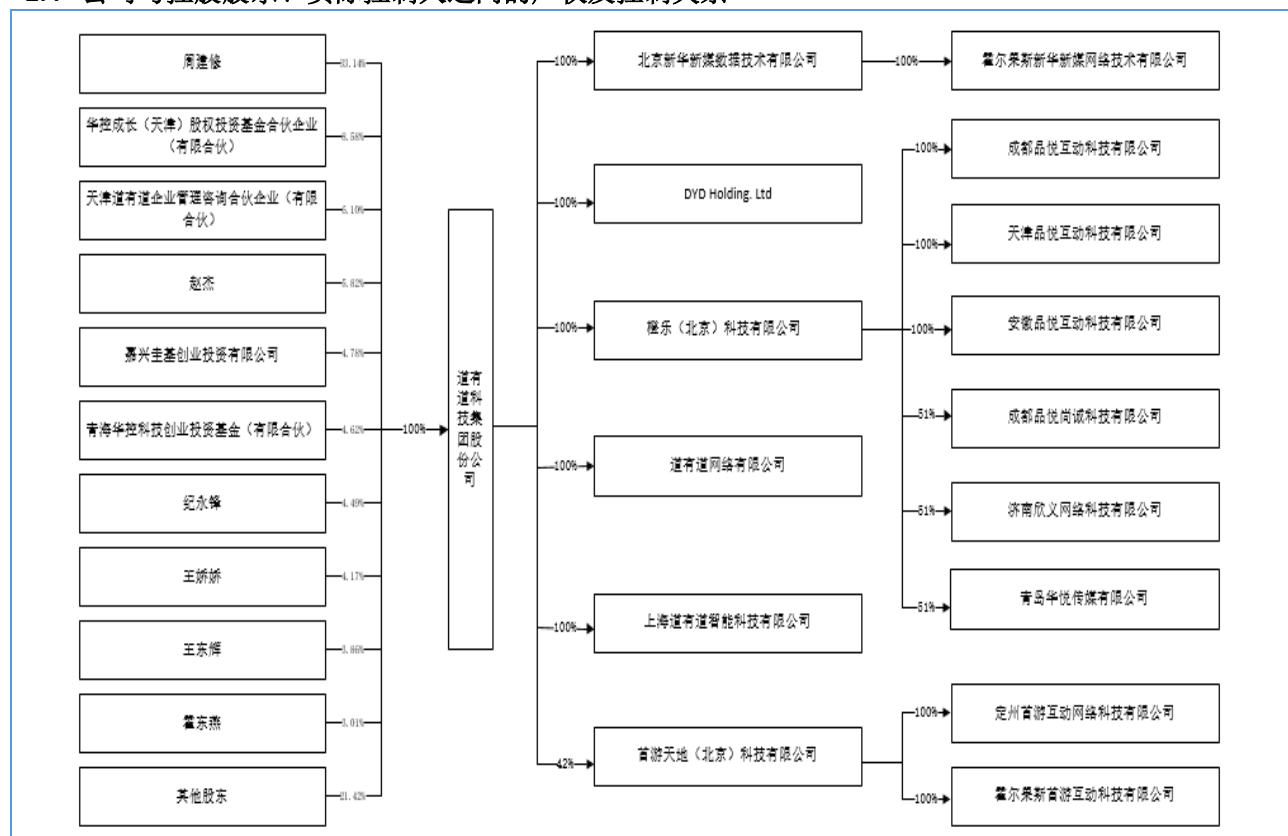 周建修
33.14%
华控成长（天津）股权投资基金合伙企业
（有限合伙）
6.58%
天津道有道企业管理咨询合伙企业（有限
合伙）
6.10%
赵杰
5.82%
嘉兴圭基创业投资有限公司
4.78%
青海华控科技创业投资基金（有限合伙）
4.62%
纪永锋
4.49%
王娇娇
4.17%
王东辉
3.86%
霍东燕
3.01%
其他股东
100%
道有
道科
技集
团股
份公
司
100%
北京新华新媒数据技术有限公司
100%
霍尔果斯新华新媒网络技术有限公司
100%
DYD Holding. Ltd
100%
橙乐（北京）科技有限公司
100%
成都品悦互动科技有限公司
100%
天津品悦互动科技有限公司
100%
安徽品悦互动科技有限公司
51%
成都品悦尚诚科技有限公司
51%
济南欣义网络科技有限公司
51%
青岛华悦传媒有限公司
100%
道有道网络有限公司
100%
上海道有道智能科技有限公司
42%
首游天地（北京）科技有限公司
100%
定州首游互动网络科技有限公司
100%
霍尔果斯首游互动科技有限公司